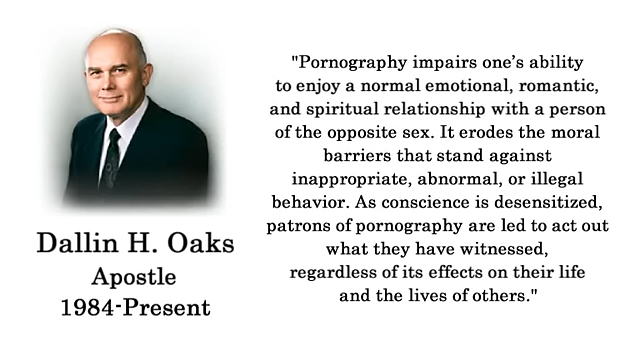 Dallin H. Oaks
Apostle
1984-Present
"Pornography impairs one’s ability
to enjoy a normal emotional, romantic,
and spiritual relationship with a person
of the opposite sex. It erodes the moral
barriers that stand against
inappropriate, abnormal, or illegal
behavior. As conscience is desensitized,
patrons of pornography are led to act out
what they have witnessed,
regardless of its effects on their life
and the lives of others."